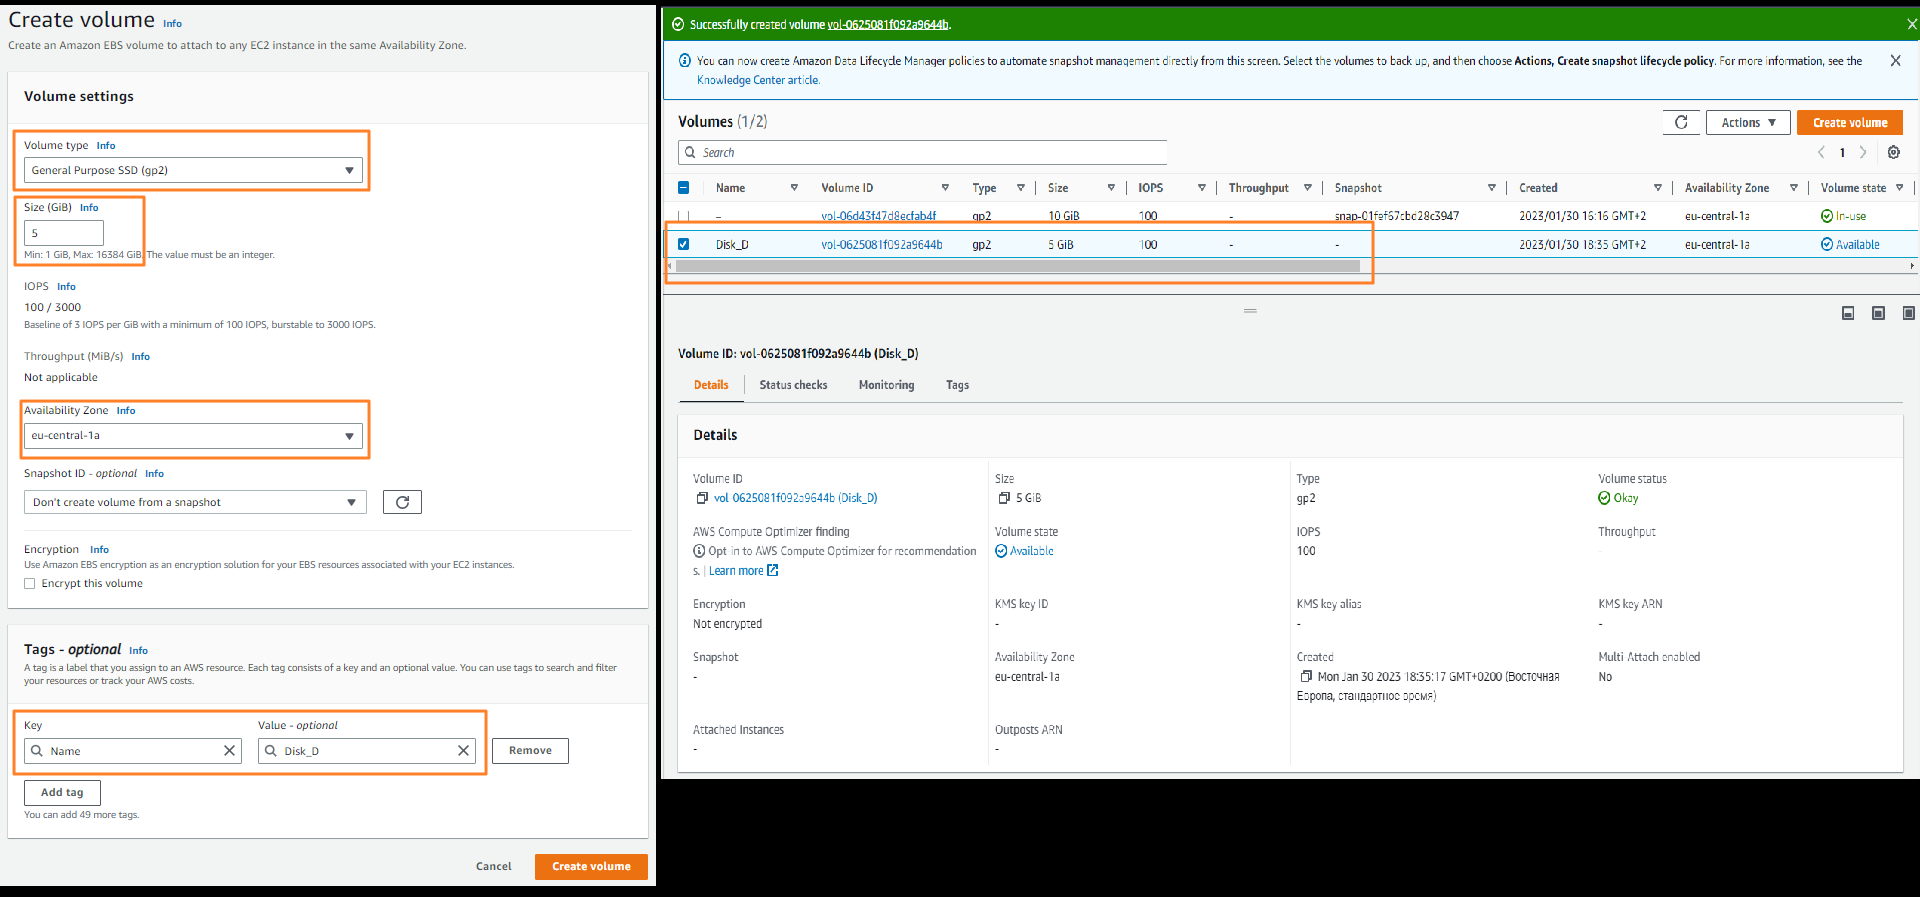 Create volume Info
Create an Amazon EBS volume to attach to any EC2 instance in the same Availability Zone.
Volume settings
Volume type Info
General Purpose SSD (gp2)
Size (GiB) Info
5
Min: 1 GiB, Max: 16384 GiB. The value must be an integer.
IOPS Info
100 / 3000
Baseline of 3 IOPS per GiB with a minimum of 100 IOPS, burstable to 3000 IOPS.
Throughput (MiB/s) Info
Not applicable
Availability Zone Info
eu-central-1a
Snapshot ID - optional Info
Don't create volume from a snapshot
Encryption Info
Use Amazon EBS encryption as an encryption solution for your EBS resources associated with your EC2 instances.
Encrypt this volume
Tags - optional Info
A tag is a label that you assign to an AWS resource. Each tag consists of a key and an optional value. You can use tags to search and filter
your resources or track your AWS costs.
Key Value - optional
Name Disk_D Remove
Add tag
You can add 49 more tags.
Cancel Create volume
Successfully created volume vol-0625081f092a9644b.
You can now create Amazon Data Lifecycle Manager policies to automate snapshot management directly from this screen. Select the volumes to back up, and then choose Actions, Create snapshot lifecycle policy. For more information, see the
Knowledge Center article.
Volumes (1/2) Actions Create volume
Search 1
Name Volume ID Type Size IOPS Throughput Snapshot Created Availability Zone Volume state
– vol-06d43f47d8ecfab4f gp2 10 GiB 100 - snap-01fef67cbd28c3947 2023/01/30 16:16 GMT+2 eu-central-1a In-use
Disk_D vol-0625081f092a9644b gp2 5 GiB 100 - - 2023/01/30 18:35 GMT+2 eu-central-1a Available
Volume ID: vol-0625081f092a9644b (Disk_D)
Details Status checks Monitoring Tags
Details
Volume ID Size Type Volume status
vol-0625081f092a9644b (Disk_D) 5 GiB gp2 Okay
AWS Compute Optimizer finding Volume state IOPS Throughput
Opt-in to AWS Compute Optimizer for recommendation Available 100 -
s. | Learn more
Encryption KMS key ID KMS key alias KMS key ARN
Not encrypted - - -
Snapshot Availability Zone Created Multi-Attach enabled
- eu-central-1a Mon Jan 30 2023 18:35:17 GMT+0200 (Восточная No
Европа, стандартное время)
Attached Instances Outposts ARN
- -